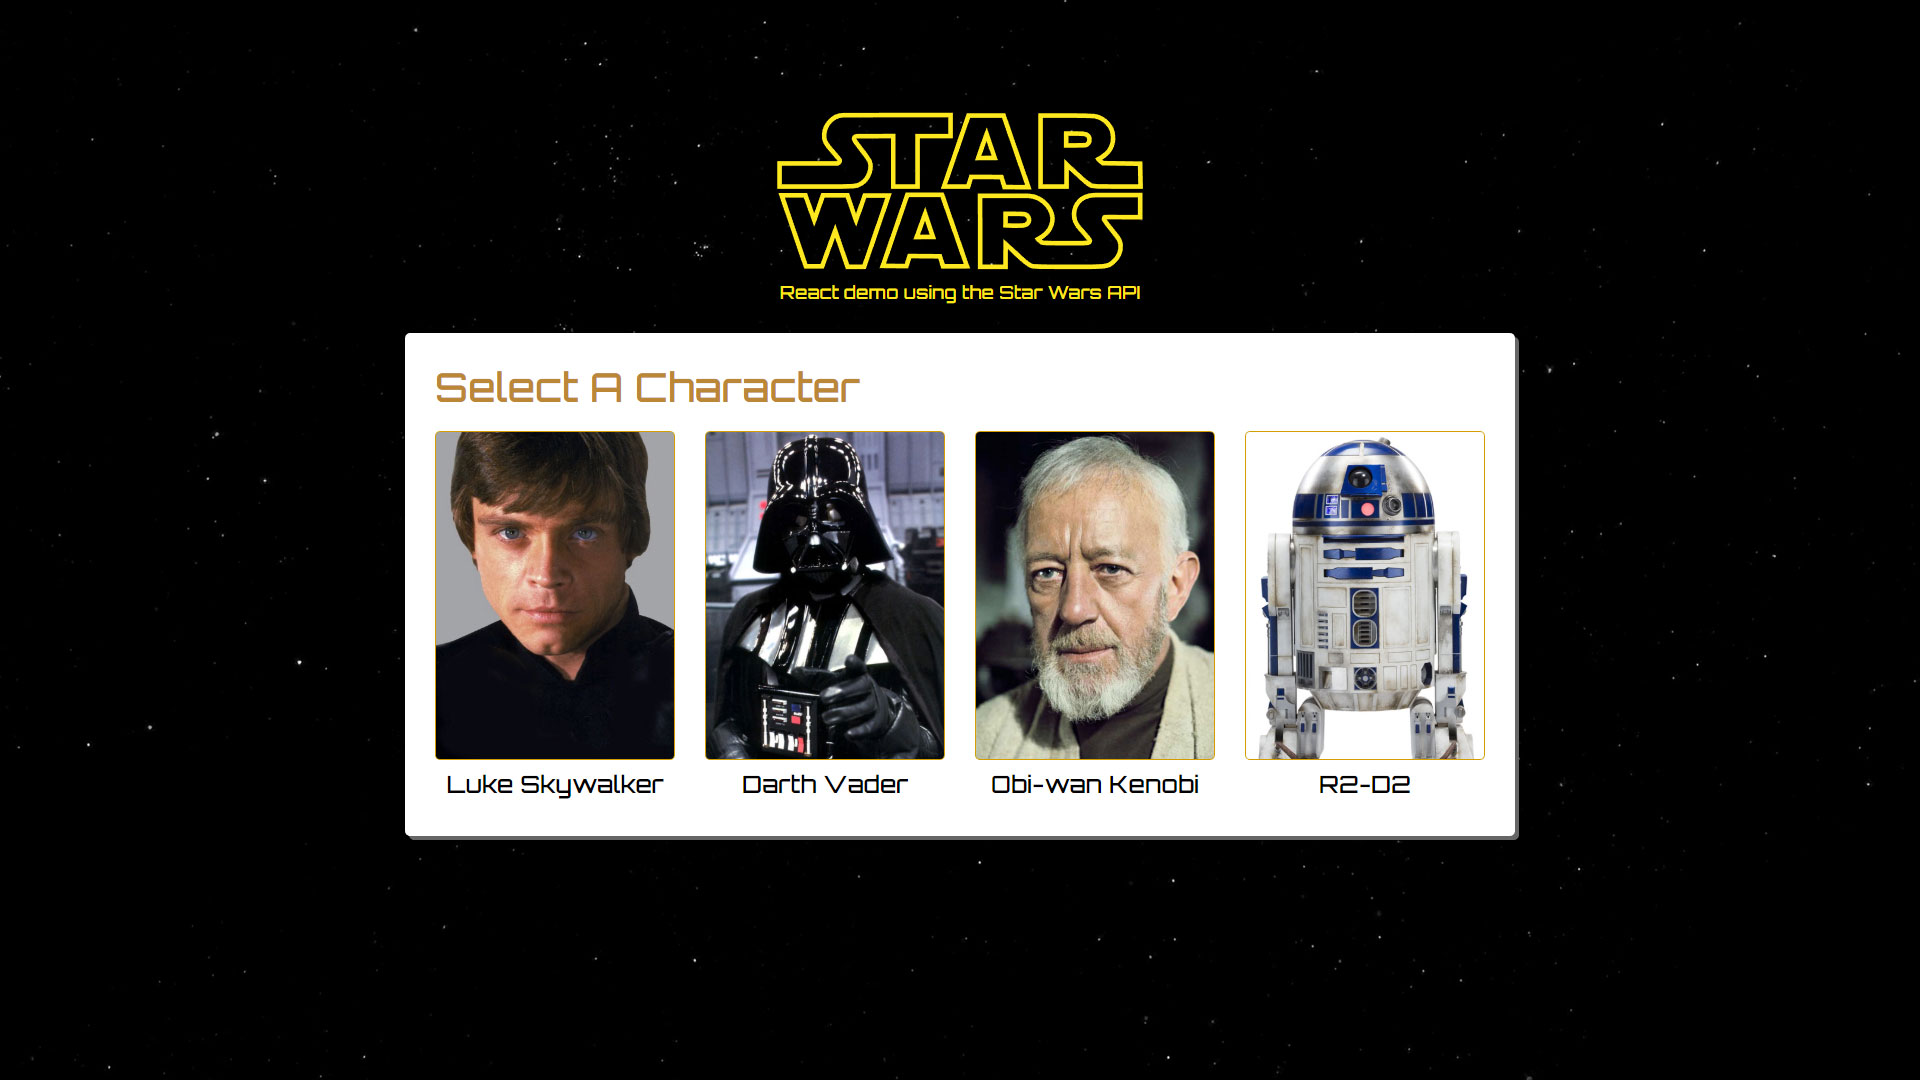 STAR
WARS
React demo using the Star Wars API
Select A Character
Luke Skywalker
Darth Vader
Obi-wan Kenobi
R2-D2